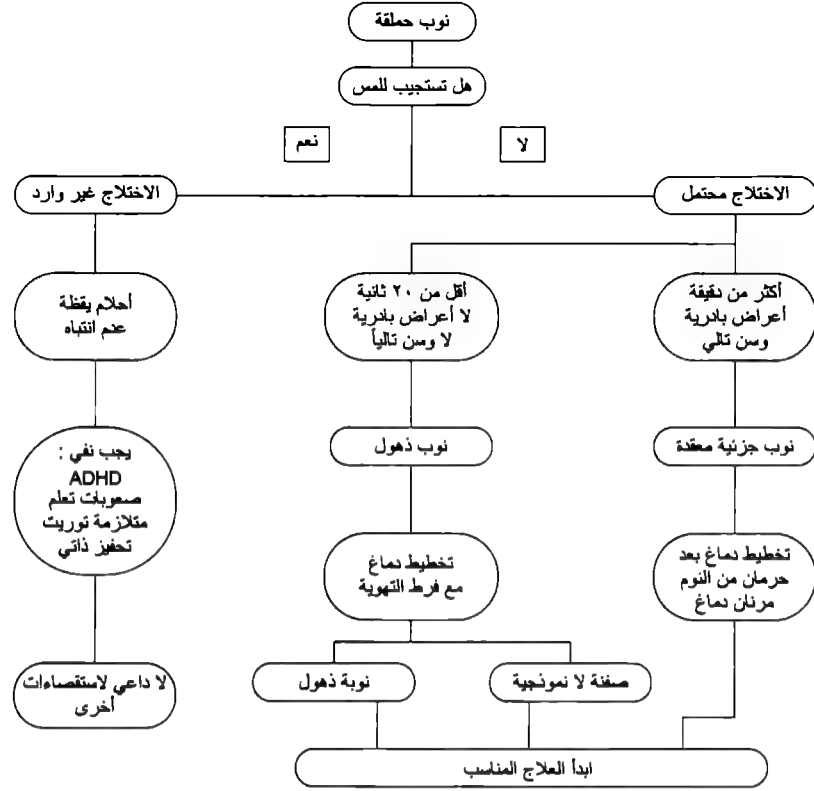 نوب حملقة
هل تستجيب للمس
لا
نعم
الاختلاج محتمل
الاختلاج غير وارد
أكثر من دقيقة
أعراض بادرية
وسن تالي
أقل من ٢٠ ثانية
لا أعراض بادرية
لا وسن تالياً
أحلام يقظة
عدم انتباه
نوب جزئية معقدة
نوب ذهول
يجب نفي :
ADHD
صعوبات تعلم
متلازمة توريت
تحفيز ذاتي
تخطيط دماغ بعد
حرمان من النوم
مرنان دماغ
تخطيط دماغ
مع فرط التهوية
صفنة لا نموذجية
نوبة ذهول
لا داعي لاستقصاءات
أخرى
ابدأ العلاج المناسب